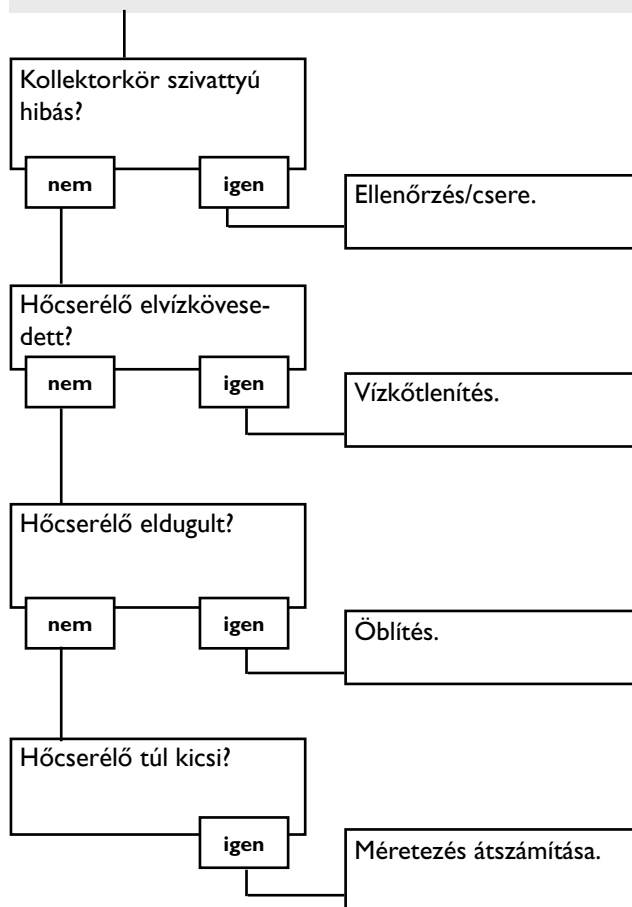 Kollektorkör szivattyú
hibás?
nem
igen
Ellenőrzés/csere.
Hőcserélő elvízkövese-
dett?
nem
igen
Vízkőtlenítés.
Hőcserélő eldugult?
nem
igen
Öblítés.
Hőcserélő túl kicsi?
igen
Méretezés átszámítása.